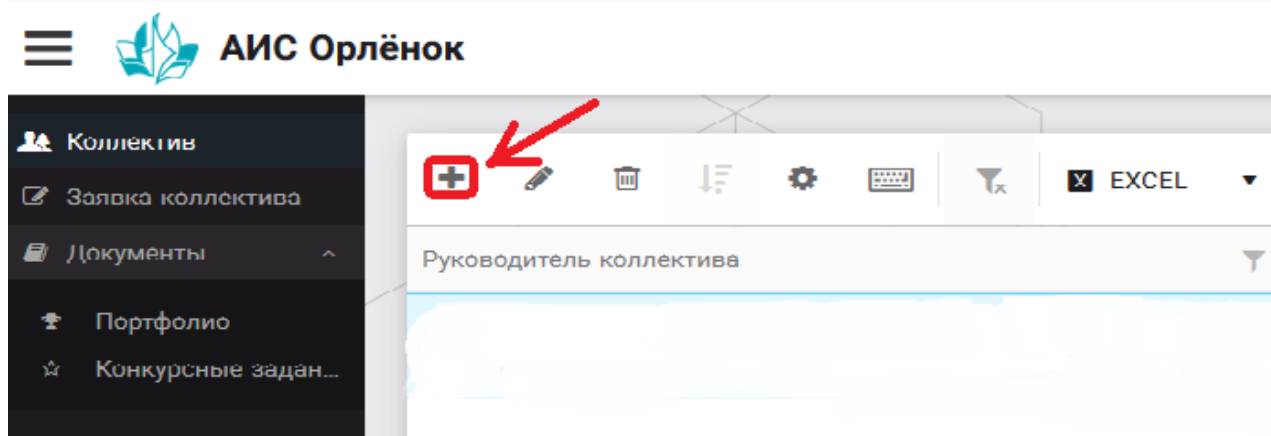 АИС Орлёнок
Коллектив
Заявка коллектива
Документы
Портфолио
Конкурсные задан...
EXCEL
Руководитель коллектива